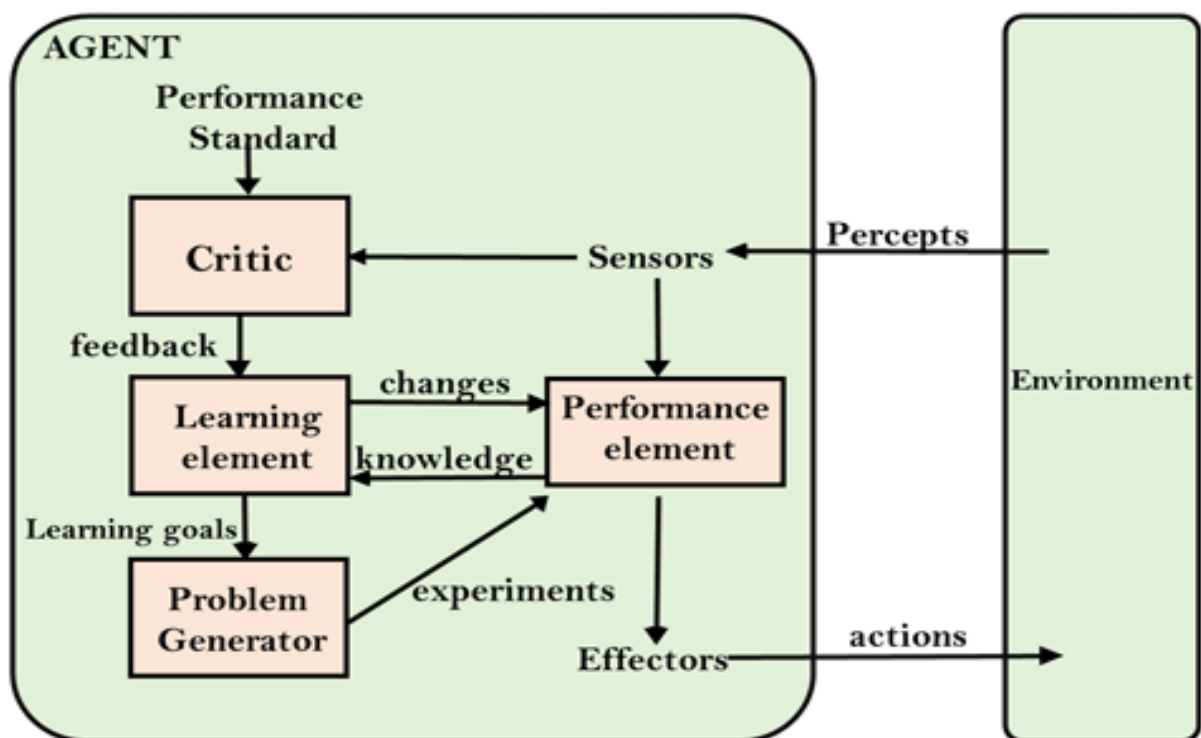 AGENT
Performance
Standard
Critic
Sensors
Percepts
feedback
changes
Learning
element
knowledge
Performance
element
Environment
Learning goals
Problem
Generator
experiments
Effectors
actions